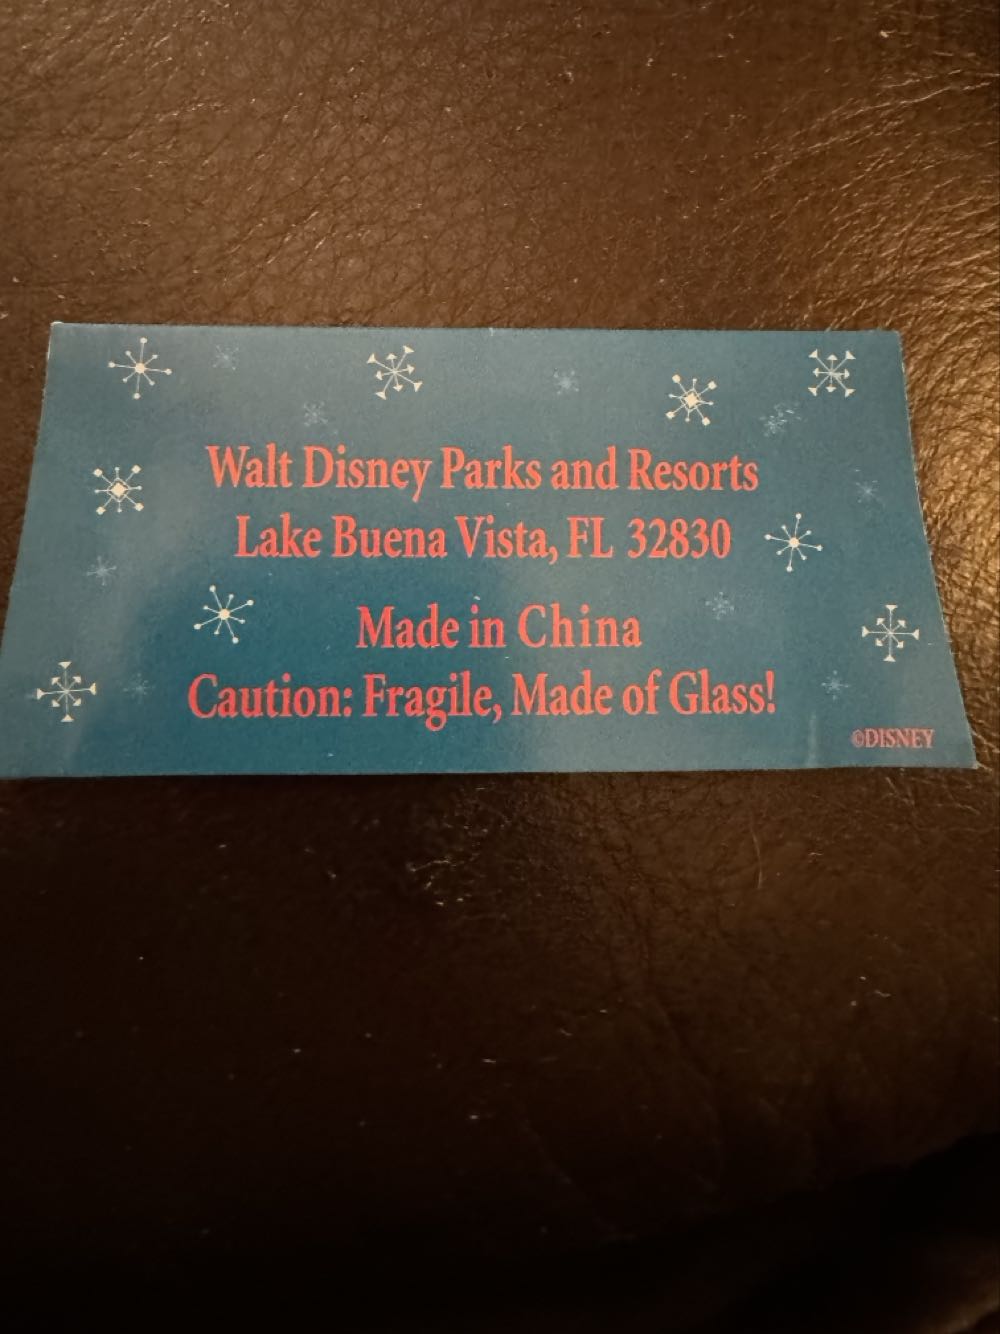 Walt Disney Parks and Resorts
Lake Buena Vista, FL 32830
Made in China
Caution: Fragile, Made of Glass!
©DISNEY